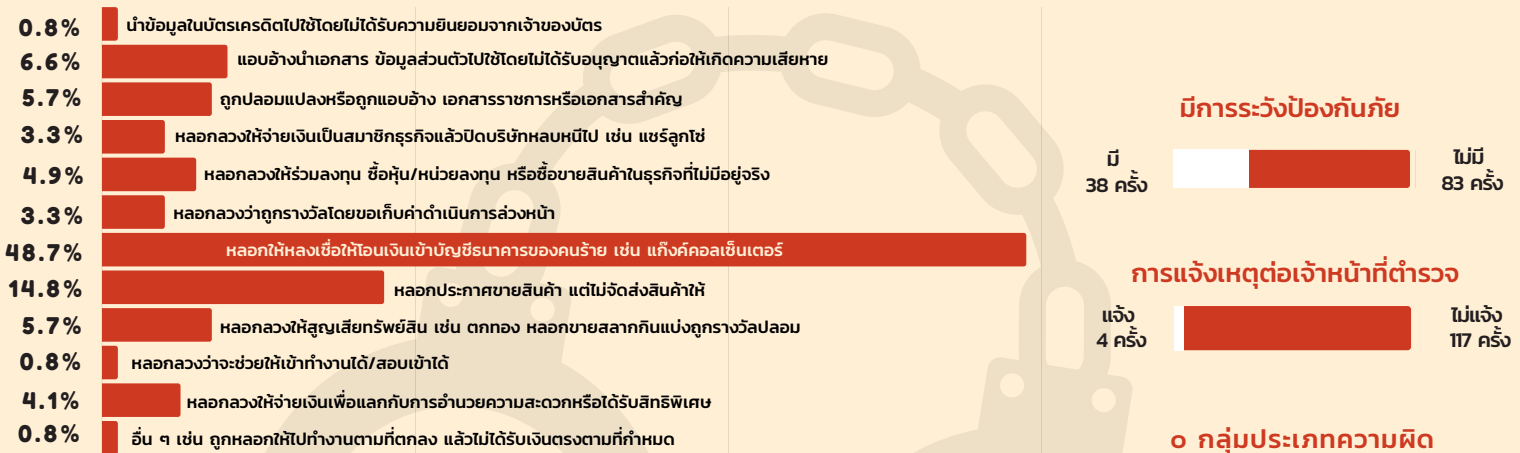 0.8% นำข้อมูลในบัตรเครดิตไปใช้โดยไม่ได้รับความยินยอมจากเจ้าของบัตร
6.6% แอบอ้างนำเอกสาร ข้อมูลส่วนตัวไปใช้โดยไม่ได้รับอนุญาตแล้วก่อให้เกิดความเสียหาย
5.7% ถูกปลอมแปลงหรือถูกแอบอ้าง เอกสารราชการหรือเอกสารสำคัญ
3.3% หลอกลวงให้จ่ายเงินเป็นสมาชิกธุรกิจแล้วปิดบริษัทหลบหนีไป เช่น แชร์ลูกโซ่
4.9% หลอกลวงให้ร่วมลงทุน ซื้อหุ้น/หน่วยลงทุน หรือซื้อขายสินค้าในธุรกิจที่ไม่มีอยู่จริง
3.3% หลอกลวงว่าถูกรางวัลโดยขอเก็บค่าดำเนินการล่วงหน้า
48.7% หลอกให้หลงเชื่อให้โอนเงินเข้าบัญชีธนาคารของคนร้าย เช่น แก๊งค์คอลเซ็นเตอร์
14.8% หลอกประกาศขายสินค้า แต่ไม่จัดส่งสินค้าให้
5.7% หลอกลวงให้สูญเสียทรัพย์สิน เช่น ตกทอง หลอกขายสลากกินแบ่งถูกรางวัลปลอม
0.8% หลอกลวงว่าจะช่วยให้เข้าทำงานได้/สอบเข้าได้
4.1% หลอกลวงให้จ่ายเงินเพื่อแลกกับการอำนวยความสะดวกหรือได้รับสิทธิพิเศษ
0.8% อื่น ๆ เช่น ถูกหลอกให้ไปทำงานตามที่ตกลง แล้วไม่ได้รับเงินตรงตามที่กำหนด
มีการระวังป้องกันภัย
มี ไม่มี
38 ครั้ง 83 ครั้ง
การแจ้งเหตุต่อเจ้าหน้าที่ตำรวจ
แจ้ง ไม่แจ้ง
4 ครั้ง 117 ครั้ง
o กลุ่มประเภทความผิด